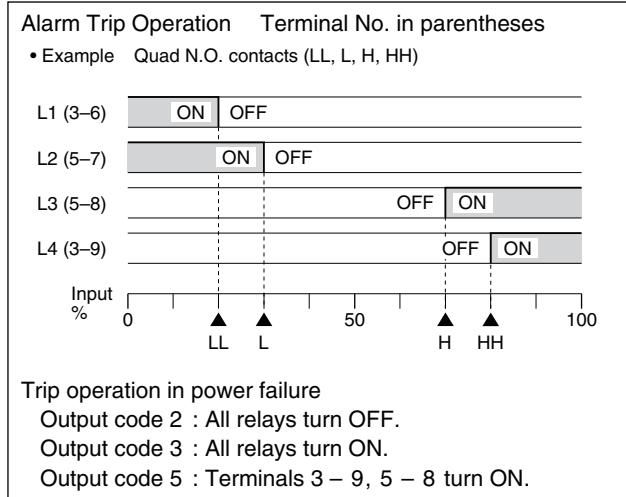 Alarm Trip Operation Terminal No. in parentheses
• Example Quad N.O. contacts (LL, L, H, HH)
L1 (3–6) ON OFF
L2 (5–7) ON OFF
L3 (5–8) OFF ON
L4 (3–9) OFF ON
Input
%
0 50 100
LL L H HH
Trip operation in power failure
Output code 2 : All relays turn OFF.
Output code 3 : All relays turn ON.
Output code 5 : Terminals 3 – 9, 5 – 8 turn ON.